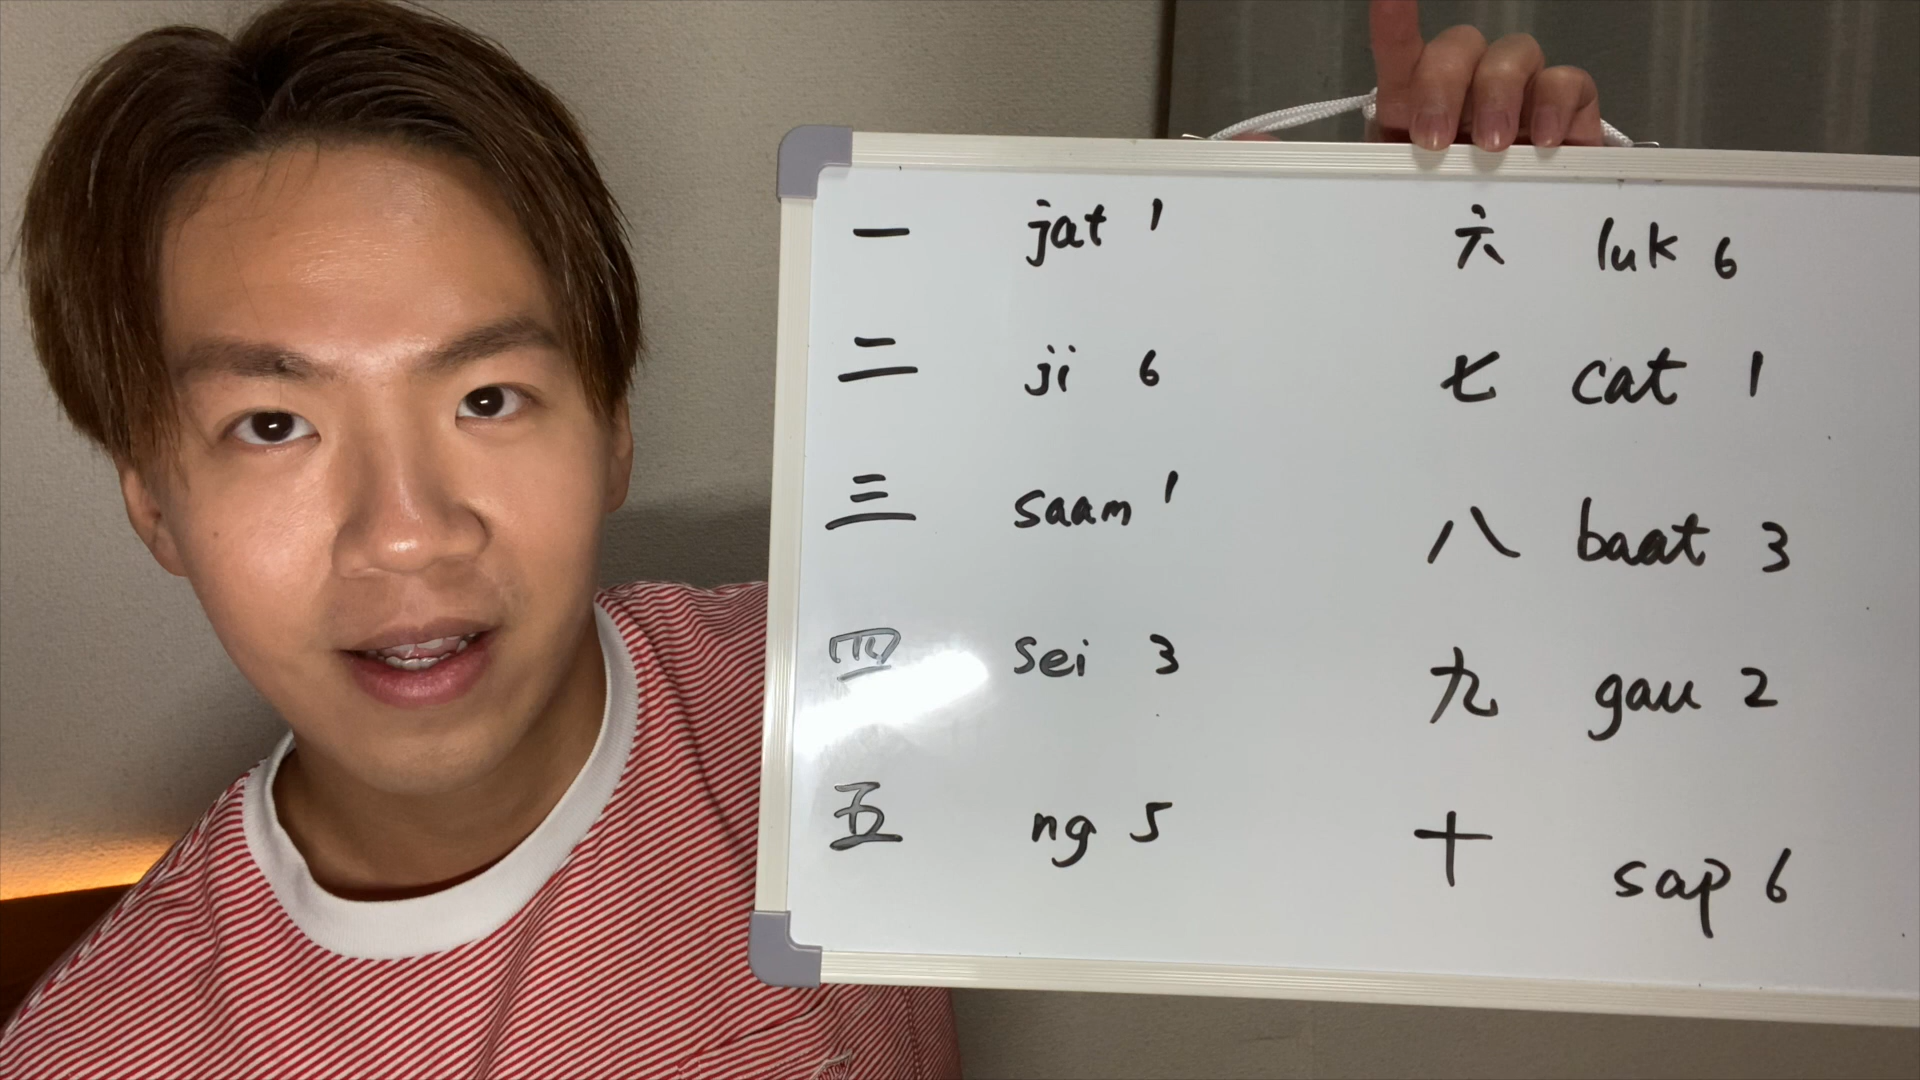 一 jat 1
二 ji 6
三 saam 1
四 sei 3
五 ng 5
六 luk 6
七 cat 1
八 baat 3
九 gau 2
十 sap 6